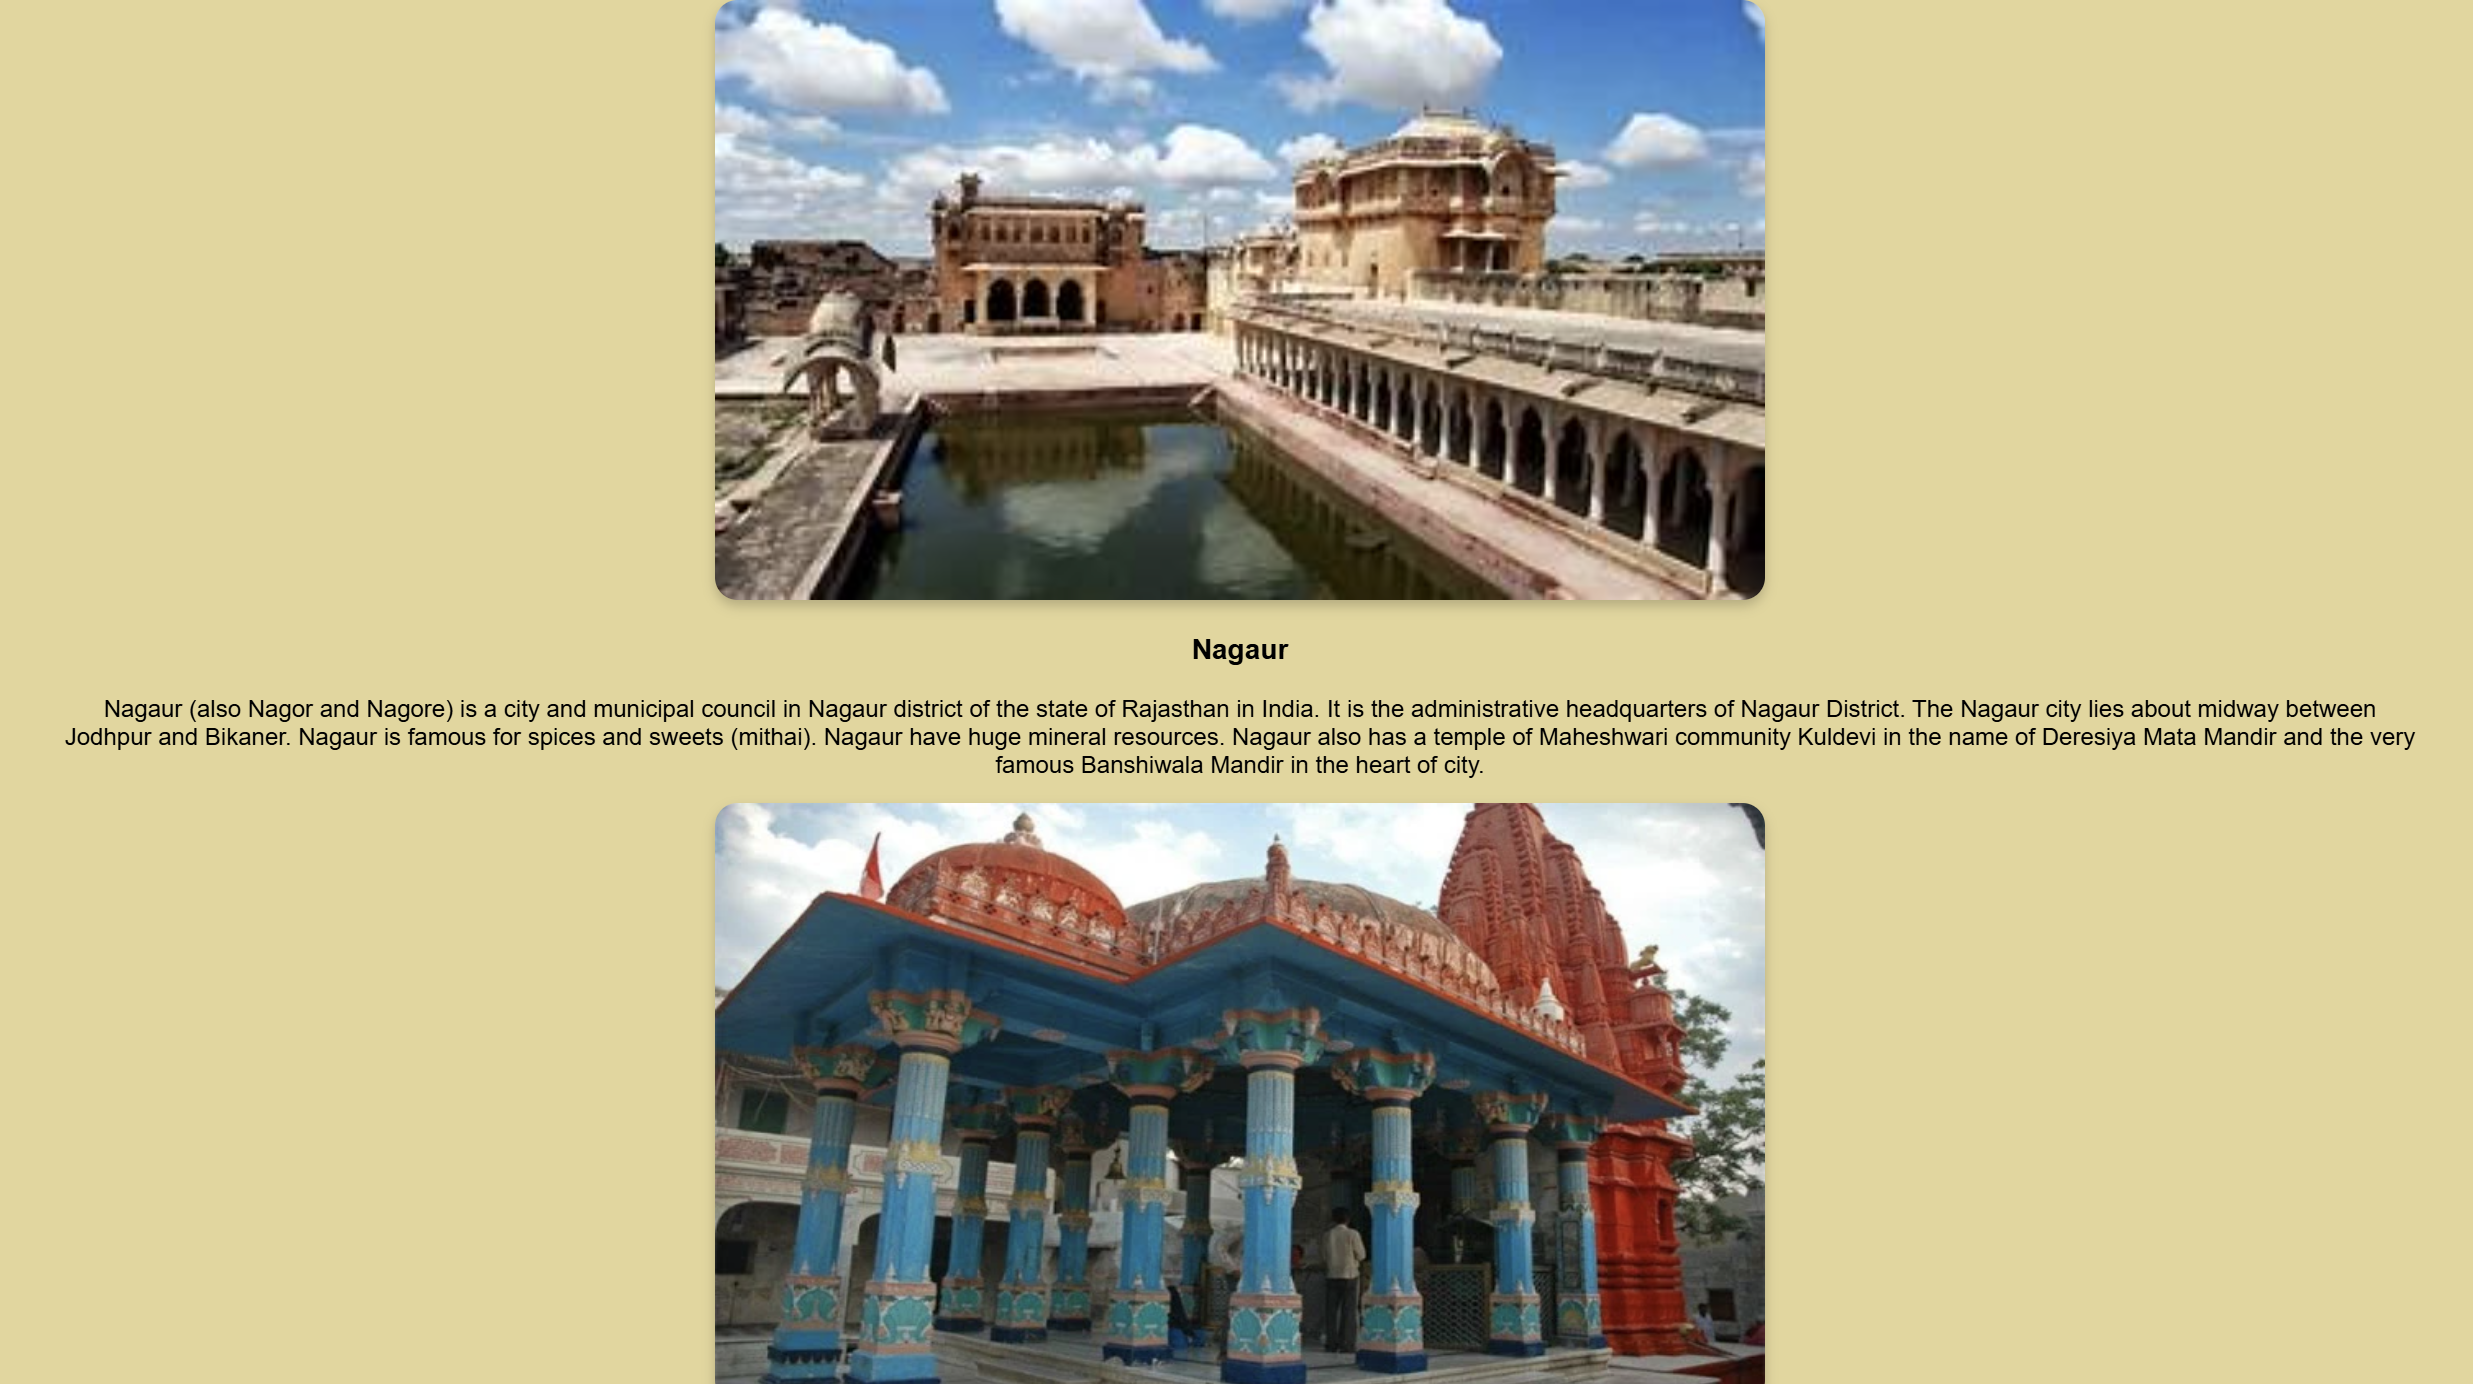 Nagaur
Nagaur (also Nagor and Nagore) is a city and municipal council in Nagaur district of the state of Rajasthan in India. It is the administrative headquarters of Nagaur District. The Nagaur city lies about midway between
Jodhpur and Bikaner. Nagaur is famous for spices and sweets (mithai). Nagaur have huge mineral resources. Nagaur also has a temple of Maheshwari community Kuldevi in the name of Deresiya Mata Mandir and the very
famous Banshiwala Mandir in the heart of city.